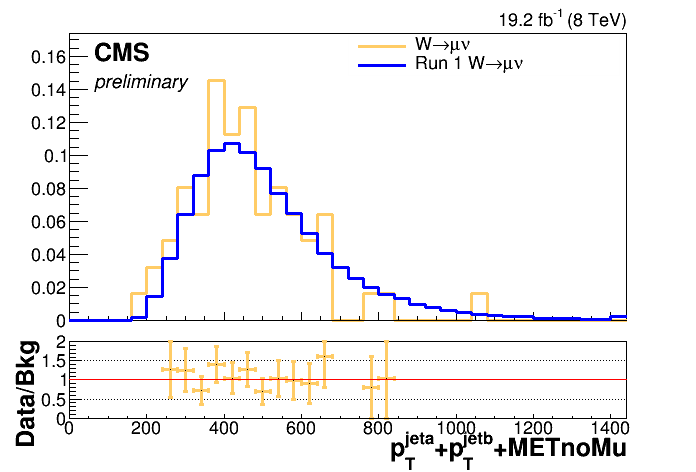 19.2 fb⁻¹ (8 TeV)
CMS
preliminary
W→μν
Run 1 W→μν
0.16
0.14
0.12
0.1
0.08
0.06
0.04
0.02
0
Data/Bkg
2
1.5
1
0.5
0
0 200 400 600 800 1000 1200 1400
p_T^jeta+p_T^jetb+METnoMu